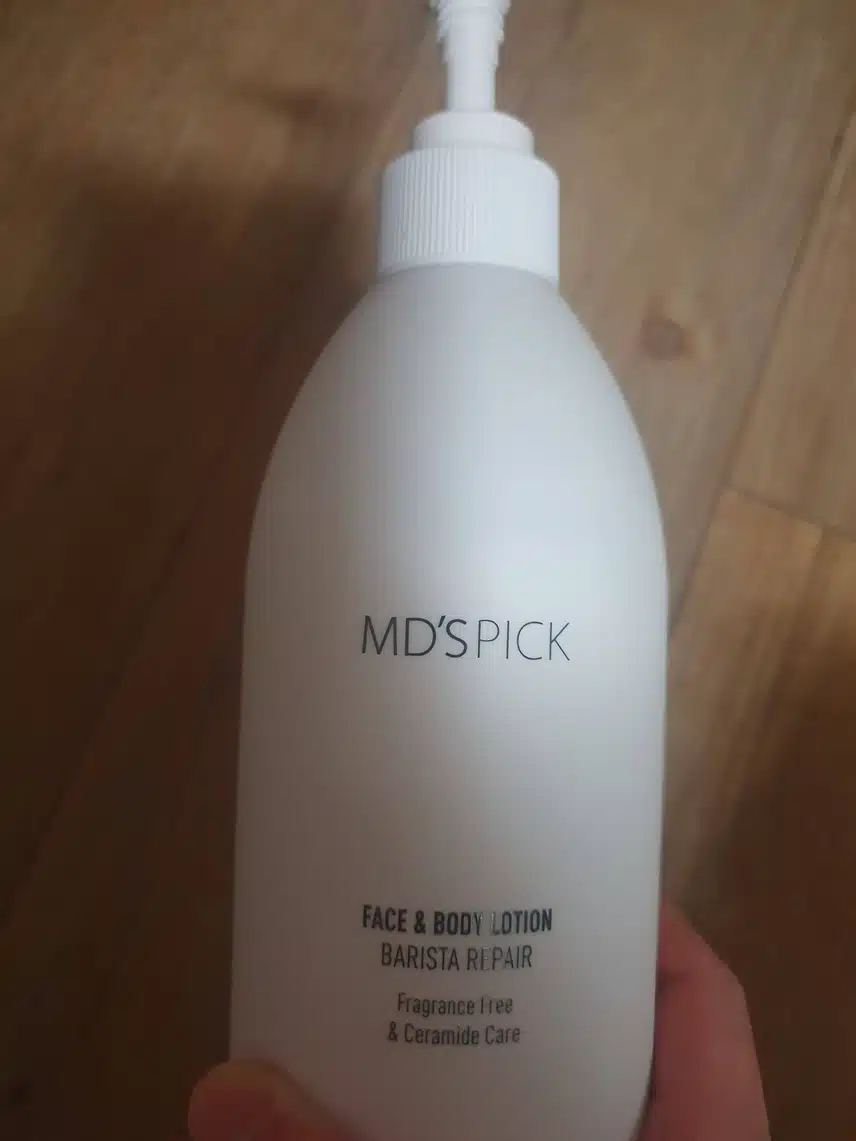 MD'SPICK
FACE & BODY LOTION
BARISTA REPAIR
Fragrance Free
& Ceramide Care